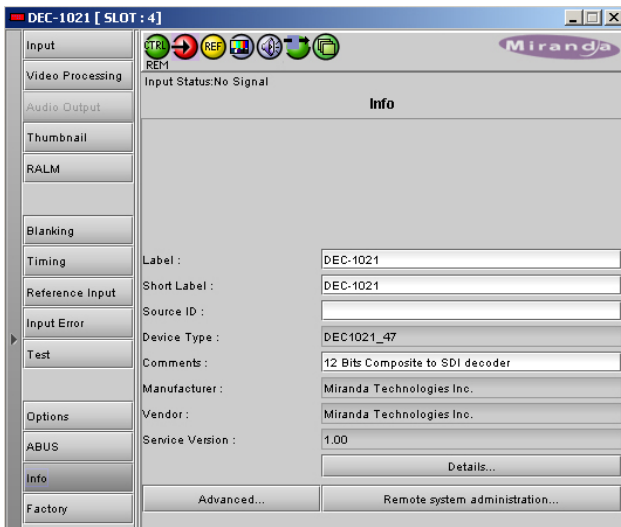 DEC-1021 [ SLOT : 4]
Input
Video Processing
Audio Output
Thumbnail
RALM
Blanking
Timing
Reference Input
Input Error
Test
Options
ABUS
Info
Factory
CTRL
REF
REM
Miranda
Input Status:No Signal
Info
Label : DEC-1021
Short Label : DEC-1021
Source ID :
Device Type : DEC1021_47
Comments : 12 Bits Composite to SDI decoder
Manufacturer : Miranda Technologies Inc.
Vendor : Miranda Technologies Inc.
Service Version : 1.00
Details...
Advanced... Remote system administration...